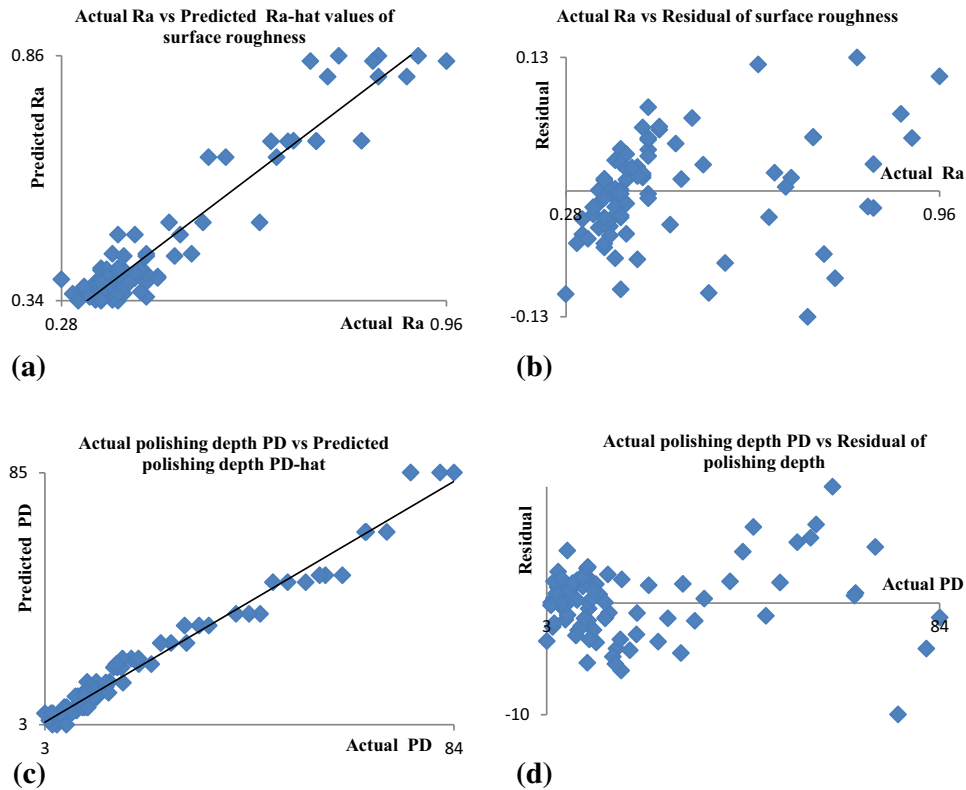 Actual Ra vs Predicted Ra-hat values of
surface roughness
0.86
Predicted Ra
0.34
0.28
Actual Ra
0.96
(a)
Actual Ra vs Residual of surface roughness
0.13
Residual
Actual Ra
0.28
0.96
-0.13
(b)
Actual polishing depth PD vs Predicted
polishing depth PD-hat
85
Predicted PD
3
3
Actual PD
84
(c)
Actual polishing depth PD vs Residual of
polishing depth
Residual
Actual PD
3
84
-10
(d)